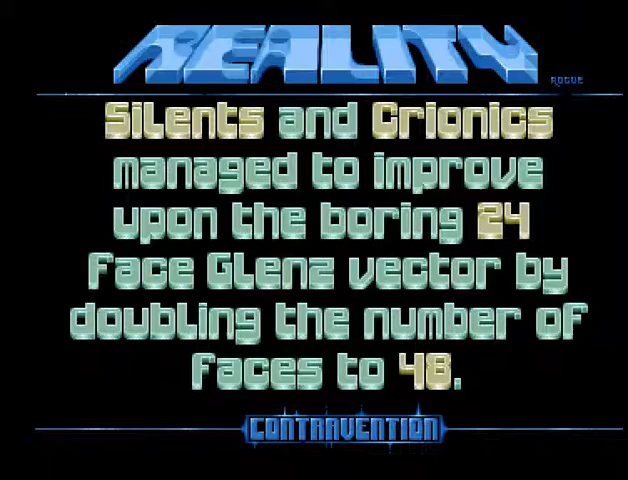 REALITY
ROGUE
Silents and Crionics
managed to improve
upon the boring 24
face Glenz vector by
doubling the number of
faces to 48.
CONTRAVENTION